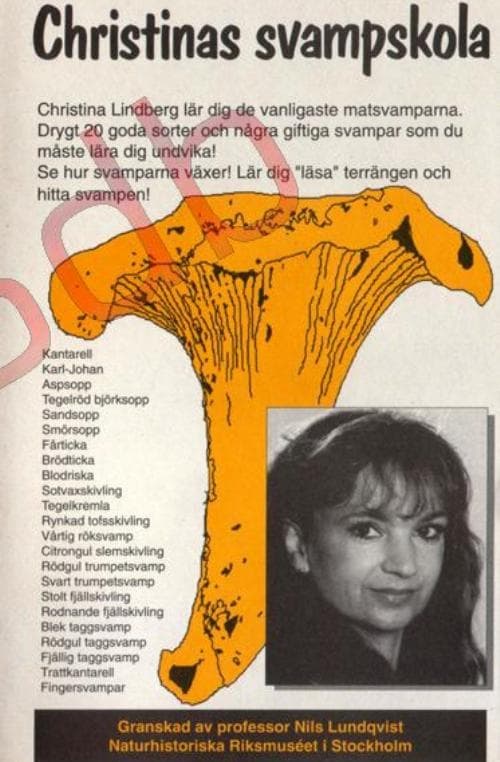 Christinas svampskola
Christina Lindberg lär dig de vanligaste matsvamparna.
Drygt 20 goda sorter och några giftiga svampar som du
måste lära dig undvika!
Se hur svamparna växer! Lär dig "läsa" terrängen och
hitta svampen!
Kantarell
Karl-Johan
Aspsopp
Tegelröd björksopp
Sandsopp
Smörsopp
Fårticka
Brödticka
Blodriska
Sotvaxskivling
Tegelkremla
Rynkad tofsskivling
Vårtig röksvamp
Citrongul slemskivling
Rödgul trumpetsvamp
Svart trumpetsvamp
Stolt fjällskivling
Rodnande fjällskivling
Blek taggsvamp
Rödgul taggsvamp
Fjällig taggsvamp
Trattkantarell
Fingersvampar
Granskad av professor Nils Lundqvist
Naturhistoriska Riksmuséet i Stockholm